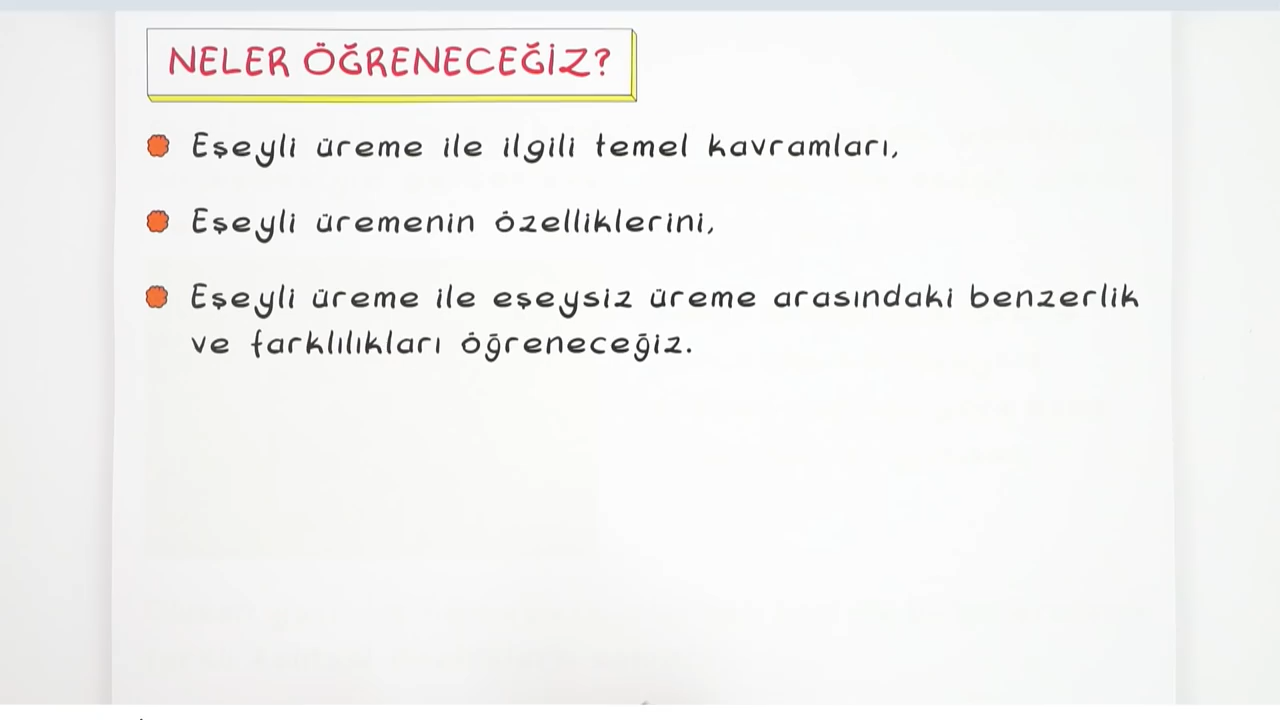 NELER ÖĞRENECEĞİZ?
Eşeyli üreme ile ilgili temel kavramları,
Eşeyli üremenin özelliklerini,
Eşeyli üreme ile eşeysiz üreme arasındaki benzerlik
ve farklılıkları öğreneceğiz.